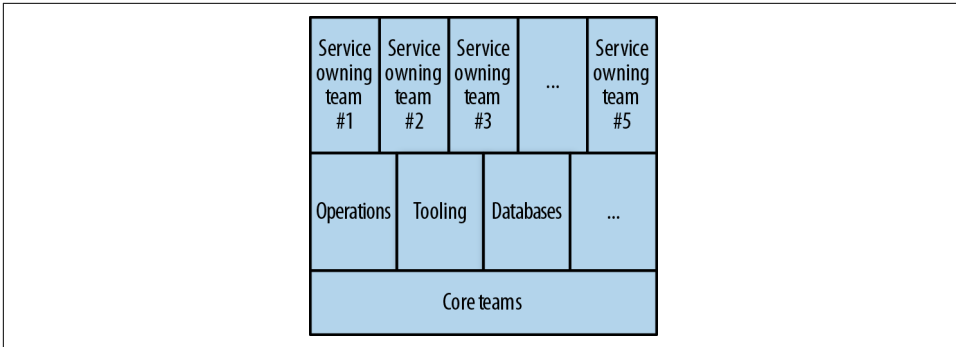 Service
owning
team
#1
Service
owning
team
#2
Service
owning
team
#3
...
Service
owning
team
#5
Operations
Tooling
Databases
...
Core teams